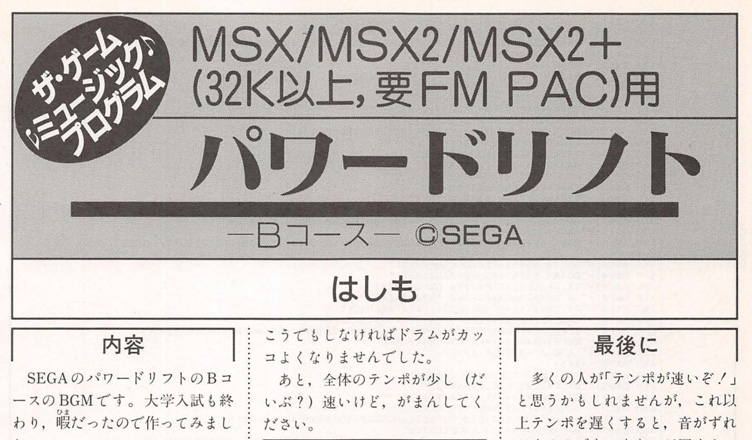 ザ・ゲーム
ミュージック♪
♪プログラム
MSX/MSX2/MSX2+
(32K以上,要FM PAC)用
パワードリフト
—Bコース— ©SEGA
はしも
内容
SEGAのパワードリフトのBコ
ースのBGMです。大学入試も終
わり,暇だったので作ってみまし
こうでもしなければドラムがカッ
コよくなりませんでした。
あと,全体のテンポが少し(だ
いぶ?)速いけど,がまんしてく
ださい。
最後に
多くの人が「テンポが速いぞ!」
と思うかもしれませんが,これ以
上テンポを遅くすると,音がずれ